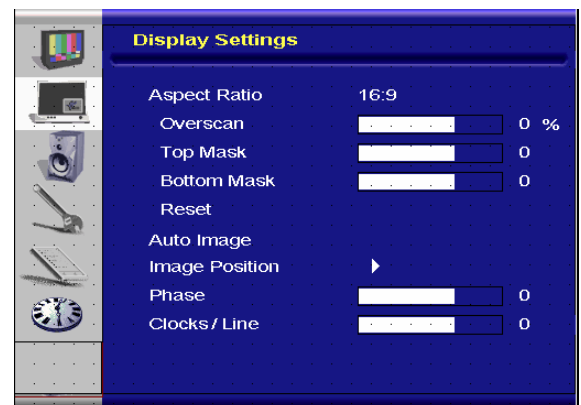 Display Settings
Aspect Ratio 16:9
Overscan 0 %
Top Mask 0
Bottom Mask 0
Reset
Auto Image
Image Position
Phase 0
Clocks / Line 0